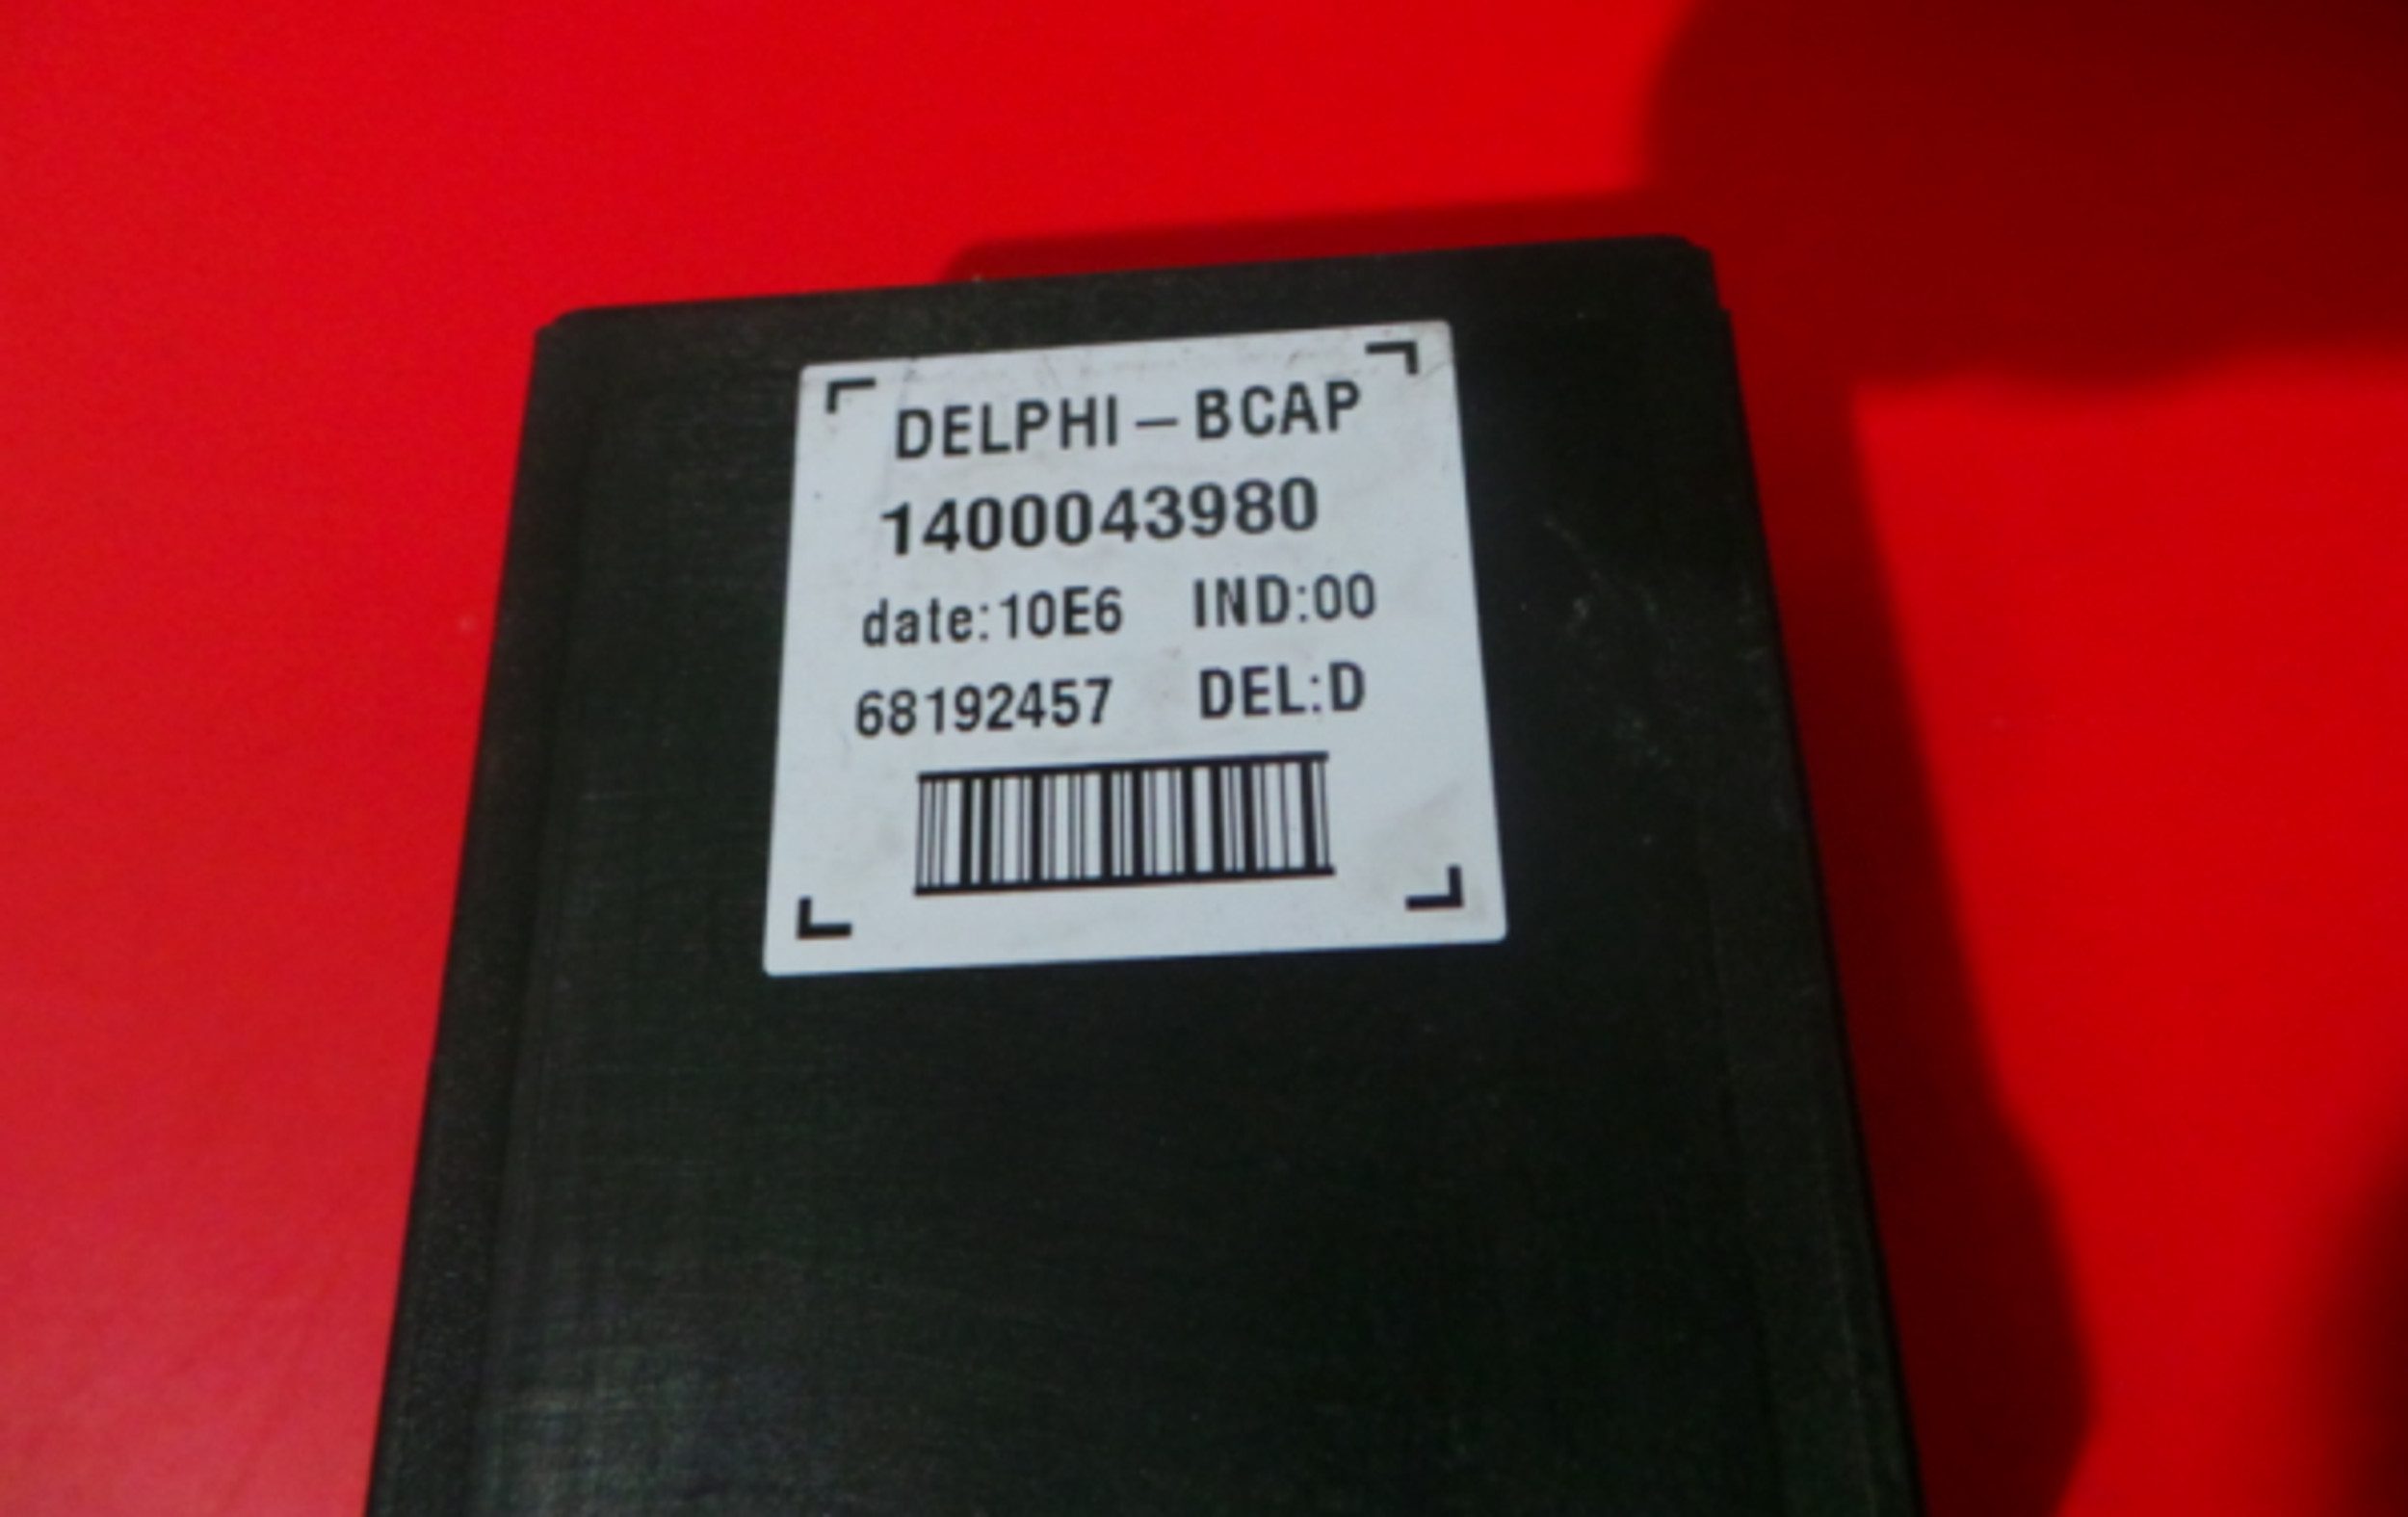 DELPHI – BCAP
1400043980
date:10E6 IND:00
68192457 DEL:D